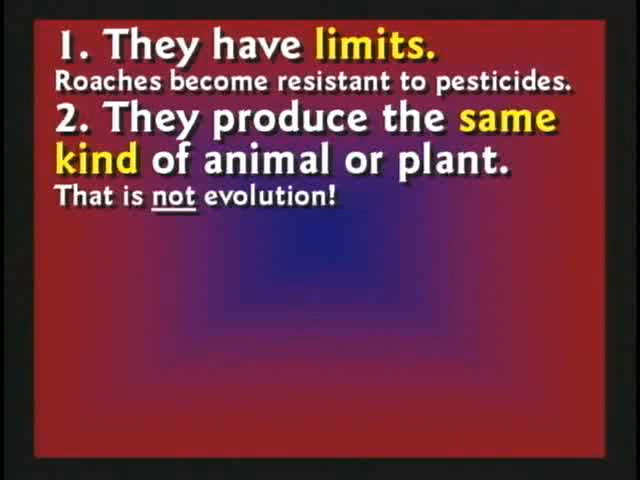 1. They have limits.
Roaches become resistant to pesticides.
2. They produce the same
kind of animal or plant.
That is not evolution!